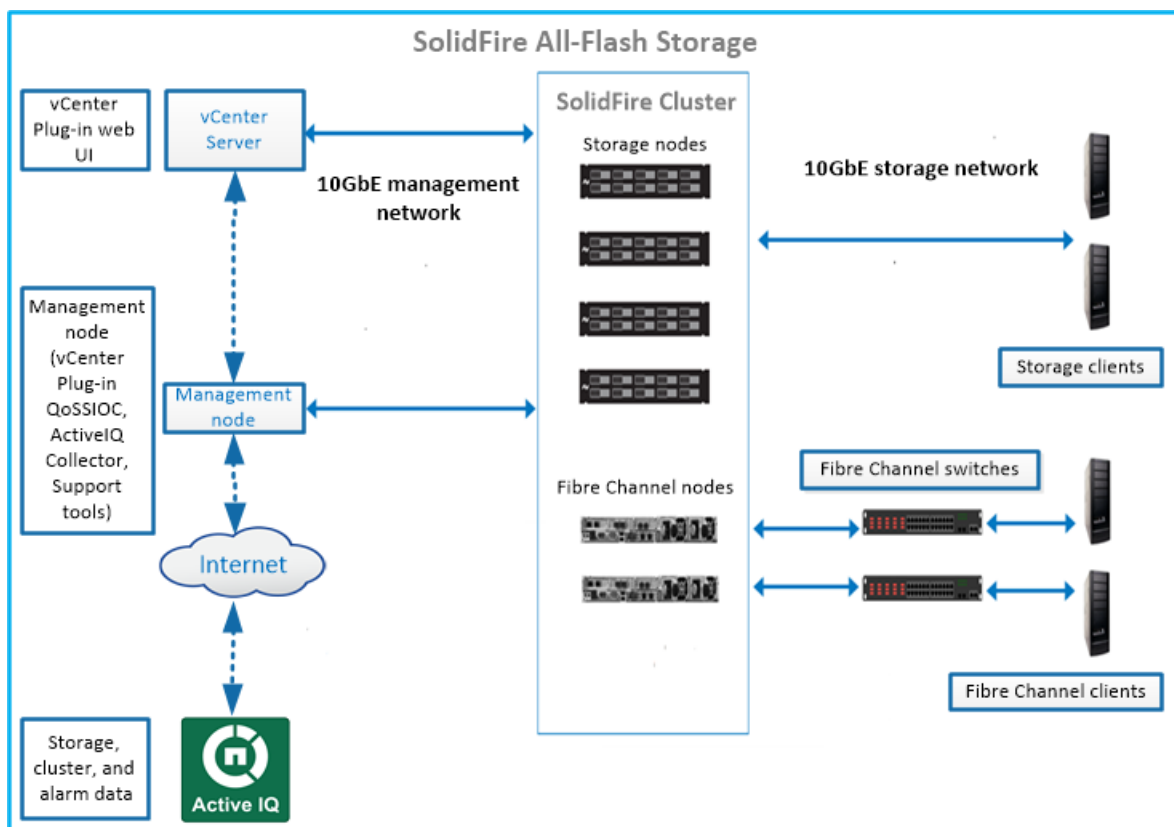 SolidFire All-Flash Storage
vCenter
Plug-in web
UI
vCenter
Server
10GbE management
network
SolidFire Cluster
Storage nodes
10GbE storage network
Storage clients
Management
node
(vCenter
Plug-in
QoSSIOC,
ActiveIQ
Collector,
Support
tools)
Management
node
Fibre Channel nodes
Fibre Channel switches
Fibre Channel clients
Internet
Storage,
cluster, and
alarm data
Active IQ